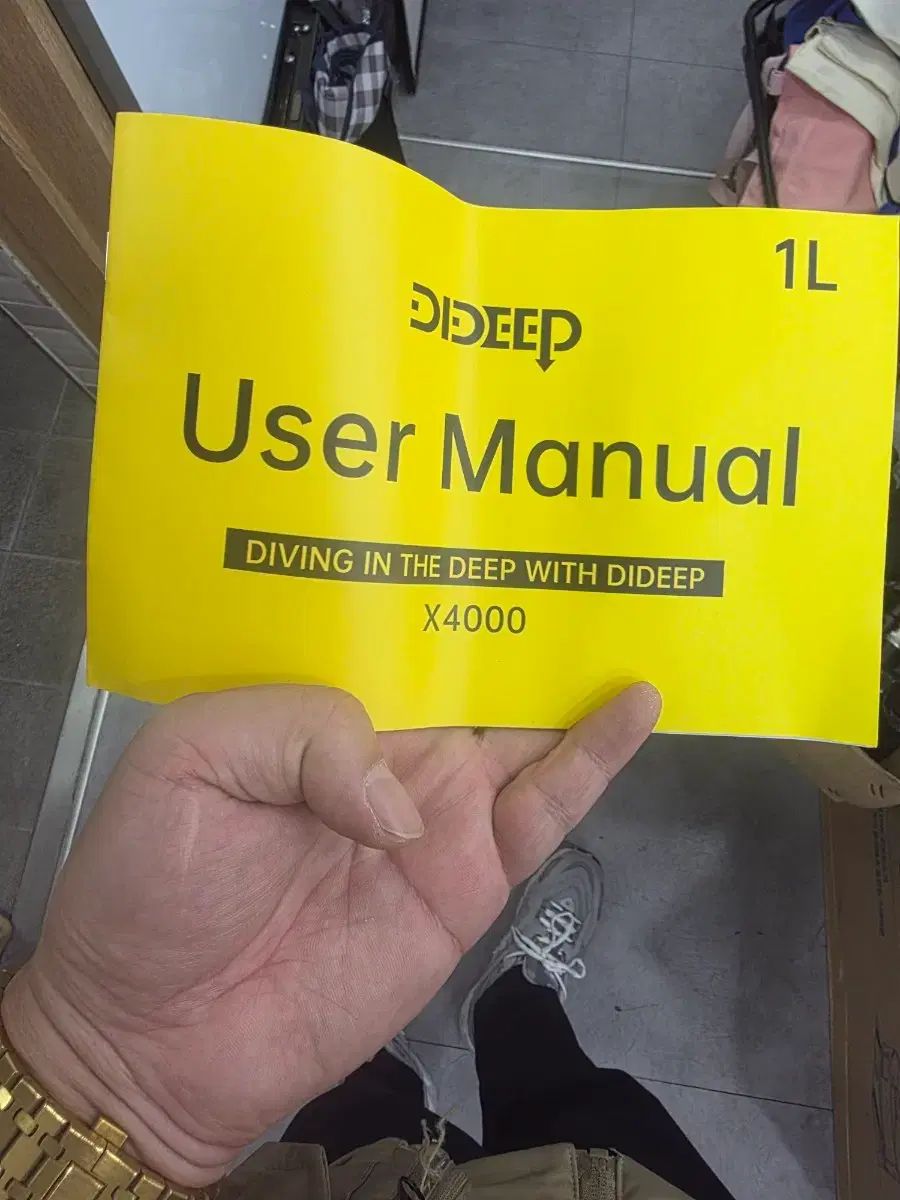 1L
DIDEEP
User Manual
DIVING IN THE DEEP WITH DIDEEP
X4000